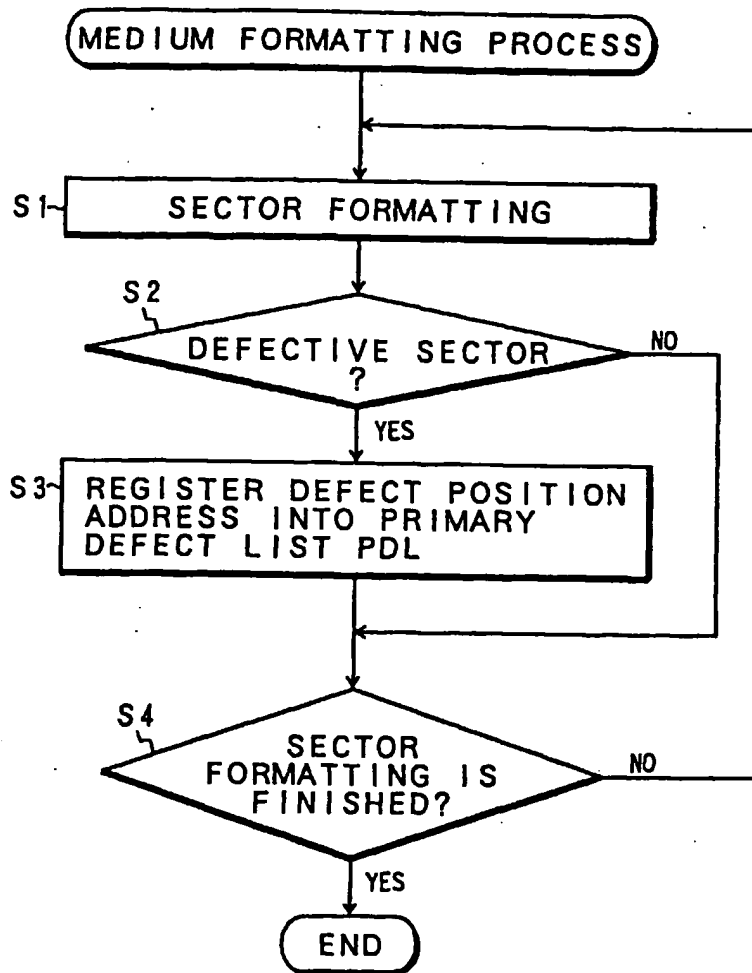 MEDIUM FORMATTING PROCESS
S1
SECTOR FORMATTING
S2
DEFECTIVE SECTOR
?
NO
YES
S3
REGISTER DEFECT POSITION
ADDRESS INTO PRIMARY
DEFECT LIST PDL
S4
SECTOR
FORMATTING IS
FINISHED?
NO
YES
END